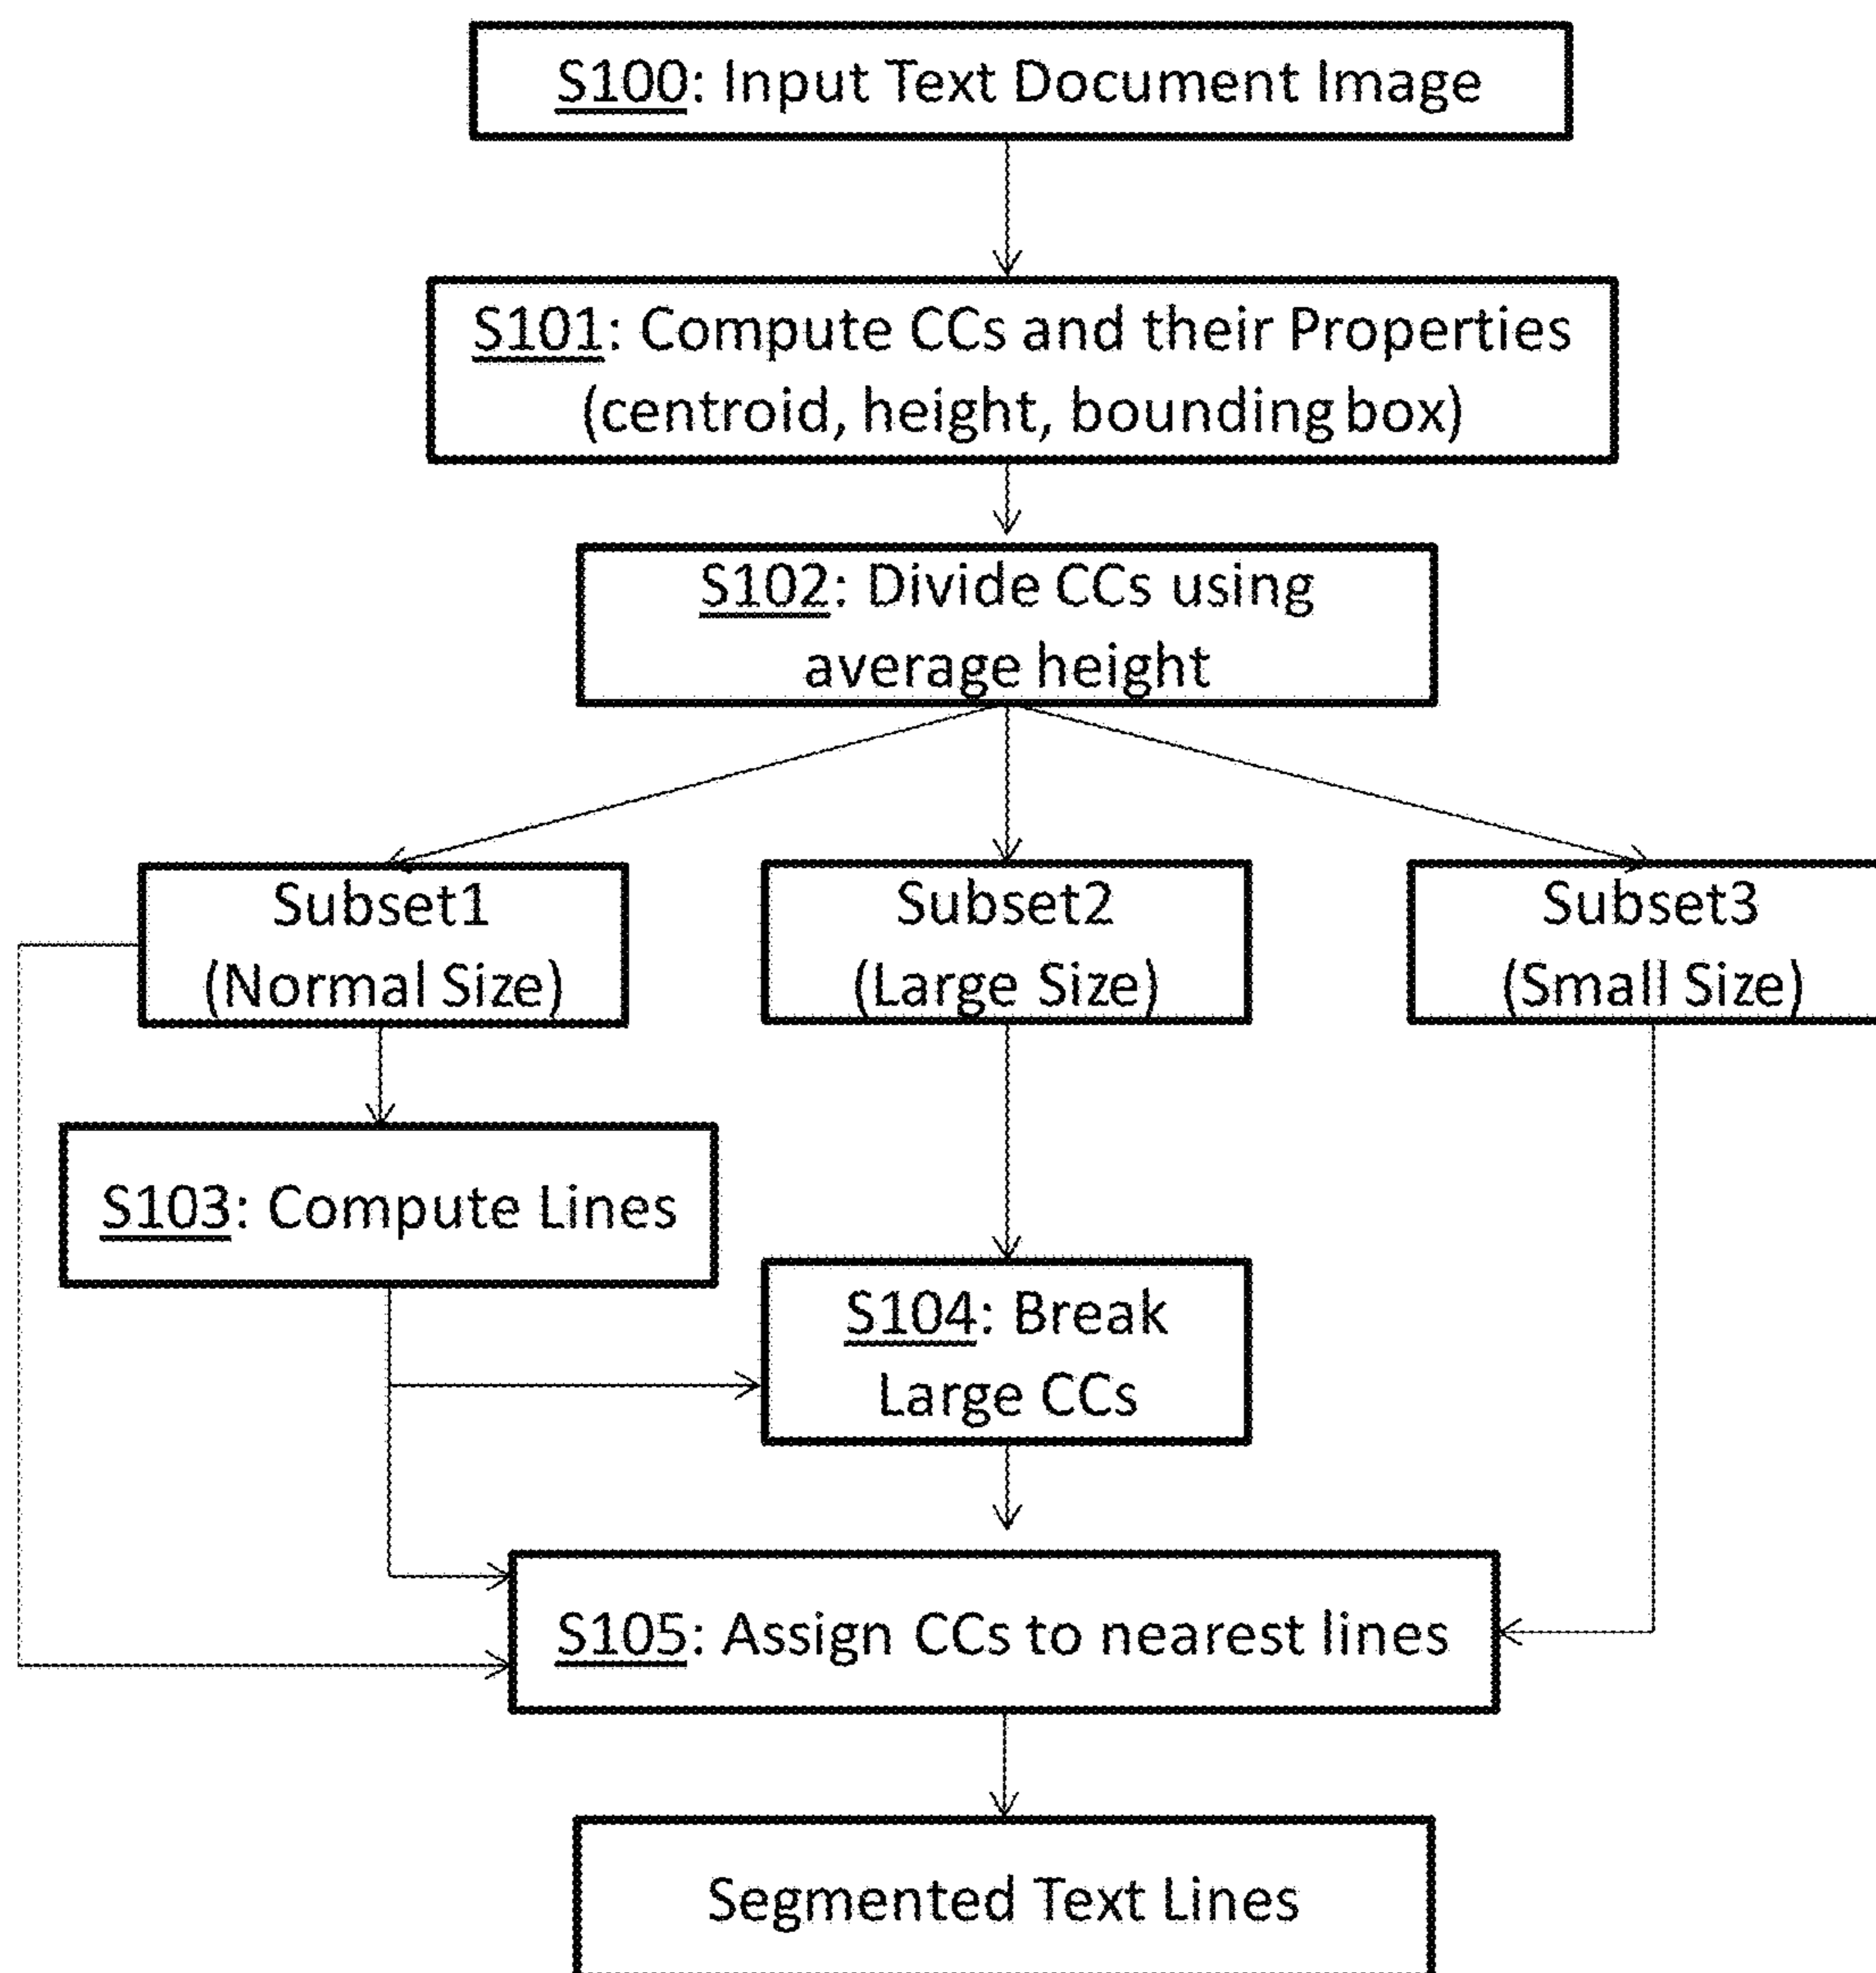 S100: Input Text Document Image
S101: Compute CCs and their Properties
(centroid, height, bounding box)
S102: Divide CCs using
average height
Subset1
(Normal Size)
Subset2
(Large Size)
Subset3
(Small Size)
S103: Compute Lines
S104: Break
Large CCs
S105: Assign CCs to nearest lines
Segmented Text Lines